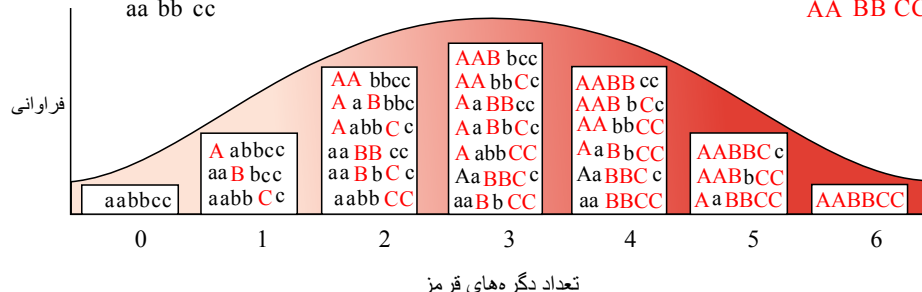 aa bb cc
AA BB CC
فراوانی
aabbcc
A abbcc
aa B bcc
aabb C c
AA bbcc
A a B bbc
A abb C c
aa BB cc
aa B b C c
aabb CC
AAB bcc
AA bb C c
A a BB cc
A a B b C c
A abb CC
Aa BBC c
aa B b CC
AABB cc
AAB b C c
AA bb CC
A a B b CC
Aa BBC c
aa BBCC
AABBC c
AAB b CC
A a BBCC
AABBCC
0 1 2 3 4 5 6
تعداد دگره‌های قرمز